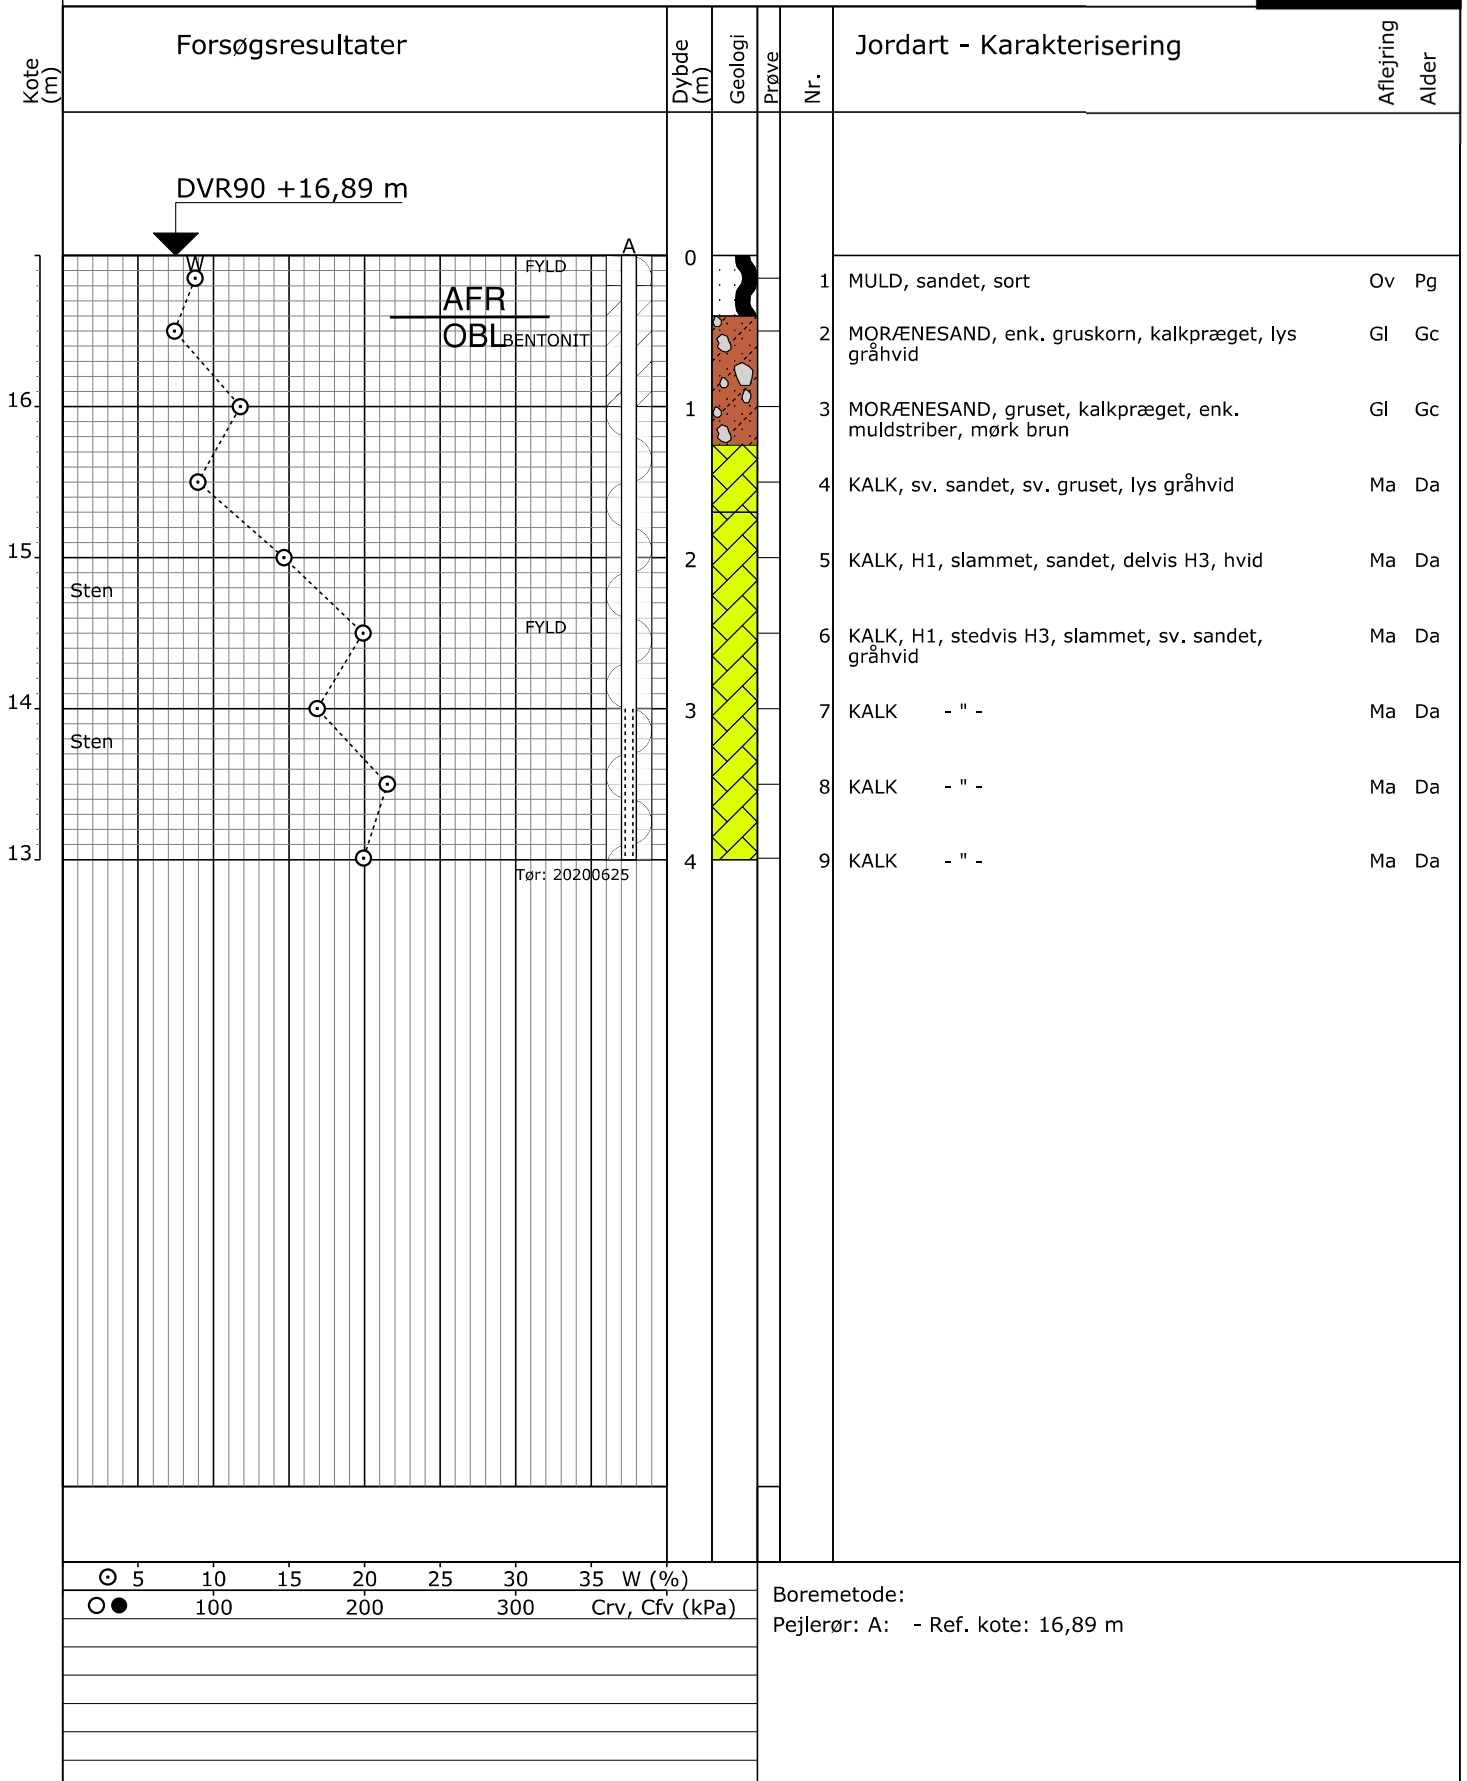 Kote (m)
Forsøgsresultater
Dybde (m)
Geologi
Prøve
Nr.
Jordart - Karakterisering
Aflejring
Alder
DVR90 +16,89 m
A
W
FYLD
0
1 MULD, sandet, sort Ov Pg
AFR
OBL
BENTONIT
2 MORÆNESAND, enk. gruskorn, kalkpræget, lys Gl Gc
gråhvid
16
1
3 MORÆNESAND, gruset, kalkpræget, enk. Gl Gc
muldstriber, mørk brun
4 KALK, sv. sandet, sv. gruset, lys gråhvid Ma Da
15
2
5 KALK, H1, slammet, sandet, delvis H3, hvid Ma Da
Sten
FYLD
6 KALK, H1, stedvis H3, slammet, sv. sandet, Ma Da
gråhvid
14
3
7 KALK - " - Ma Da
Sten
8 KALK - " - Ma Da
13
4
9 KALK - " - Ma Da
Tør: 20200625
5 10 15 20 25 30 35 W (%)
100 200 300 Crv, Cfv (kPa)
Boremetode:
Pejlerør: A: - Ref. kote: 16,89 m